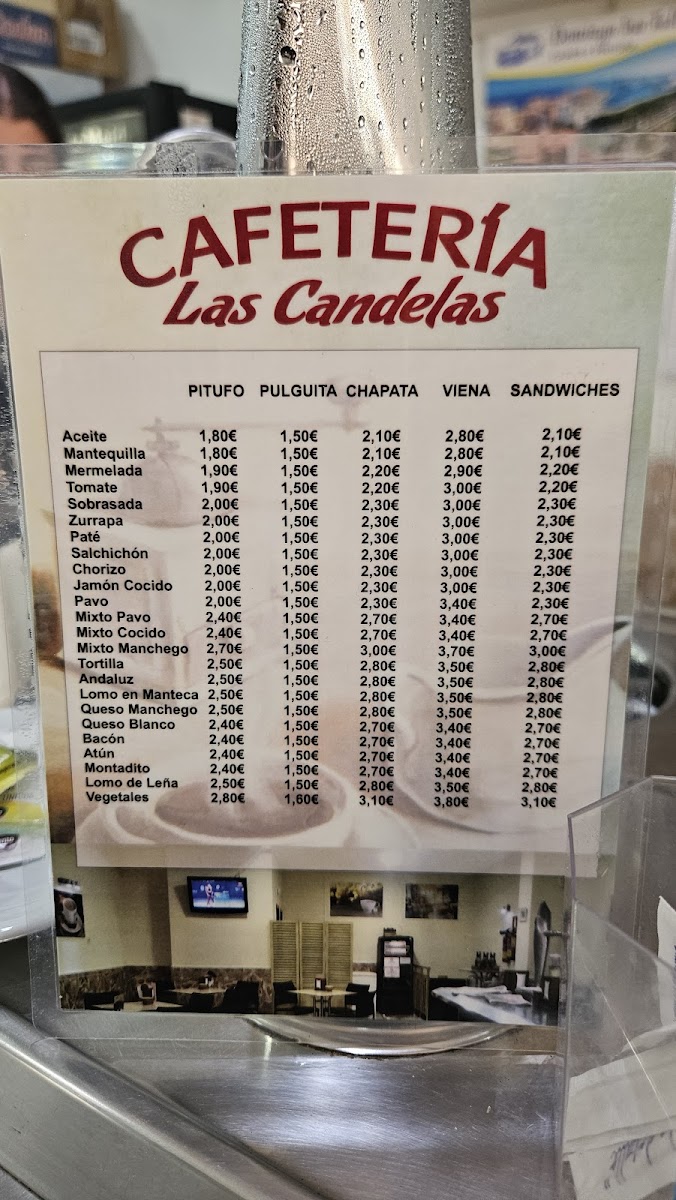 CAFETERÍA
Las Candelas
PITUFO PULGUITA CHAPATA VIENA SANDWICHES
Aceite 1,80€ 1,50€ 2,10€ 2,80€ 2,10€
Mantequilla 1,80€ 1,50€ 2,10€ 2,80€ 2,10€
Mermelada 1,90€ 1,50€ 2,20€ 2,90€ 2,20€
Tomate 1,90€ 1,50€ 2,20€ 3,00€ 2,20€
Sobrasada 2,00€ 1,50€ 2,30€ 3,00€ 2,30€
Zurrapa 2,00€ 1,50€ 2,30€ 3,00€ 2,30€
Paté 2,00€ 1,50€ 2,30€ 3,00€ 2,30€
Salchichón 2,00€ 1,50€ 2,30€ 3,00€ 2,30€
Chorizo 2,00€ 1,50€ 2,30€ 3,00€ 2,30€
Jamón Cocido 2,00€ 1,50€ 2,30€ 3,00€ 2,30€
Pavo 2,00€ 1,50€ 2,30€ 3,40€ 2,30€
Mixto Pavo 2,40€ 1,50€ 2,70€ 3,40€ 2,70€
Mixto Cocido 2,40€ 1,50€ 2,70€ 3,40€ 2,70€
Mixto Manchego 2,70€ 1,50€ 3,00€ 3,70€ 3,00€
Tortilla 2,50€ 1,50€ 2,80€ 3,50€ 2,80€
Andaluz 2,50€ 1,50€ 2,80€ 3,50€ 2,80€
Lomo en Manteca 2,50€ 1,50€ 2,80€ 3,50€ 2,80€
Queso Manchego 2,50€ 1,50€ 2,80€ 3,50€ 2,80€
Queso Blanco 2,40€ 1,50€ 2,70€ 3,40€ 2,70€
Bacón 2,40€ 1,50€ 2,70€ 3,40€ 2,70€
Atún 2,40€ 1,50€ 2,70€ 3,40€ 2,70€
Montadito 2,40€ 1,50€ 2,70€ 3,40€ 2,70€
Lomo de Leña 2,50€ 1,50€ 2,80€ 3,50€ 2,80€
Vegetales 2,80€ 1,60€ 3,10€ 3,80€ 3,10€